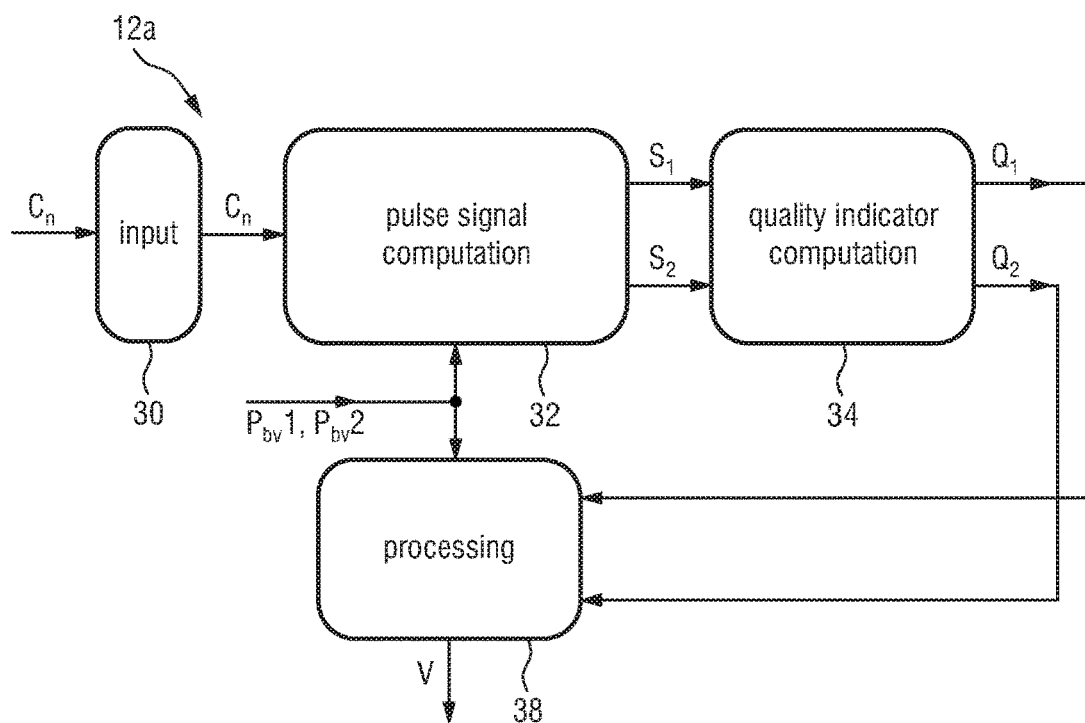 12a
C_n
input
C_n
pulse signal
computation
S_1
S_2
quality indicator
computation
Q_1
Q_2
30
P_bv1, P_bv2
32
34
processing
V
38